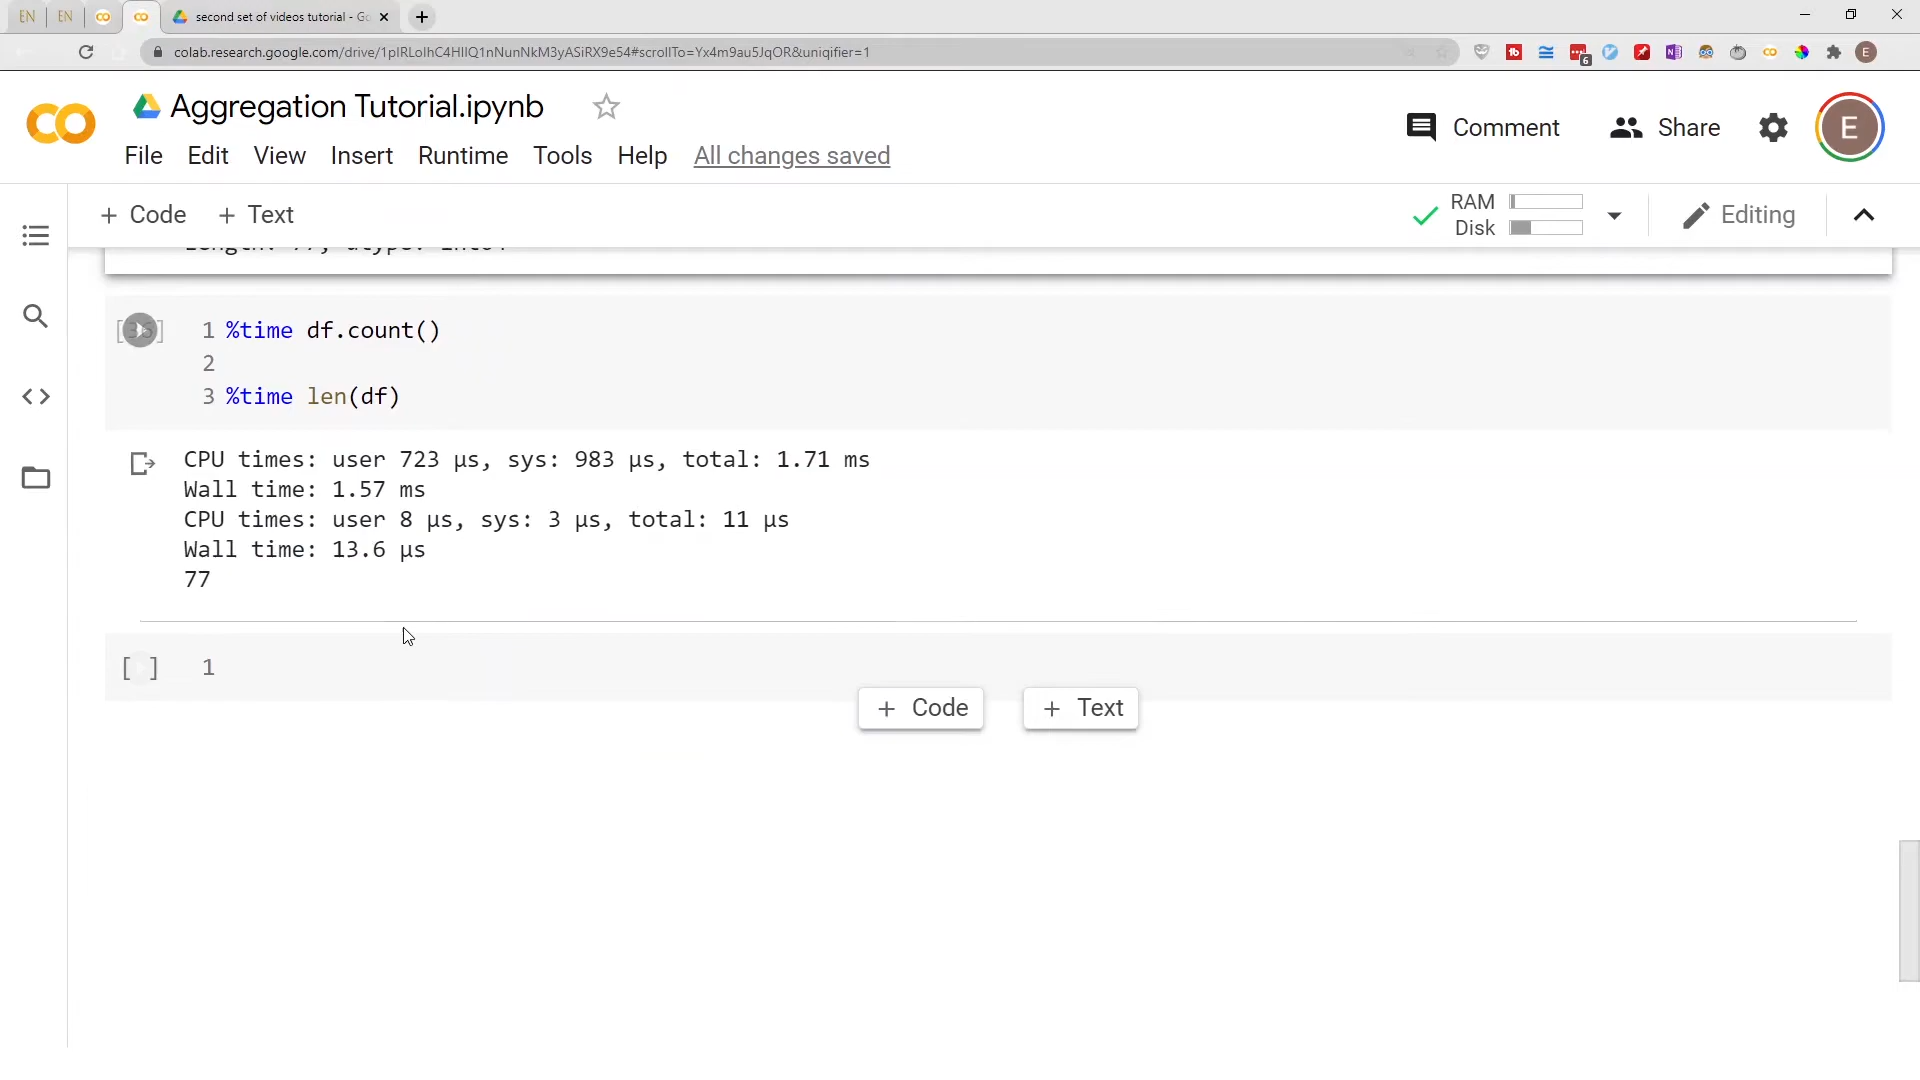 EN
EN
second set of videos tutorial - Go
colab.research.google.com/drive/1pIRLolhC4HIIQ1nNunNkM3yASiRX9e54#scrollTo=Yx4m9au5JqOR&uniqifier=1
6
E
Aggregation Tutorial.ipynb
Comment
Share
E
File Edit View Insert Runtime Tools Help All changes saved
+ Code + Text
RAM
Disk
Editing
1 %time df.count()
2
3 %time len(df)
CPU times: user 723 µs, sys: 983 µs, total: 1.71 ms
Wall time: 1.57 ms
CPU times: user 8 µs, sys: 3 µs, total: 11 µs
Wall time: 13.6 µs
77
[ ] 1
+ Code + Text